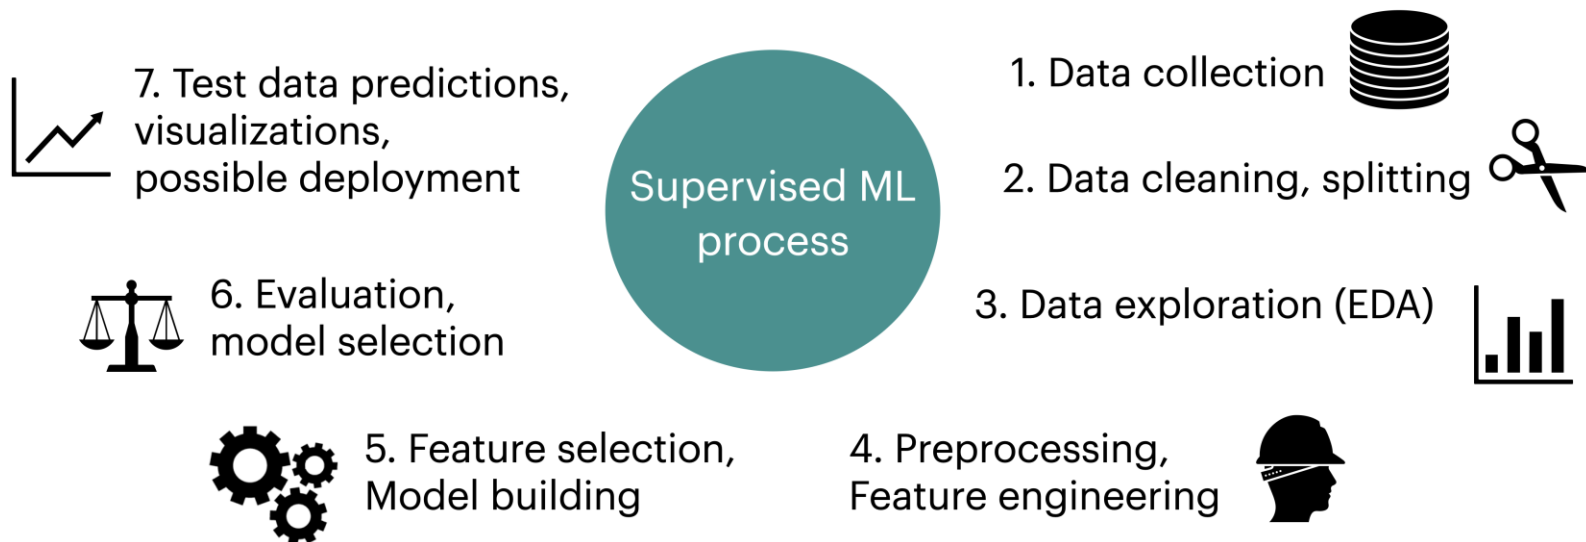 Supervised ML
process
1. Data collection
2. Data cleaning, splitting
3. Data exploration (EDA)
4. Preprocessing,
Feature engineering
5. Feature selection,
Model building
6. Evaluation,
model selection
7. Test data predictions,
visualizations,
possible deployment